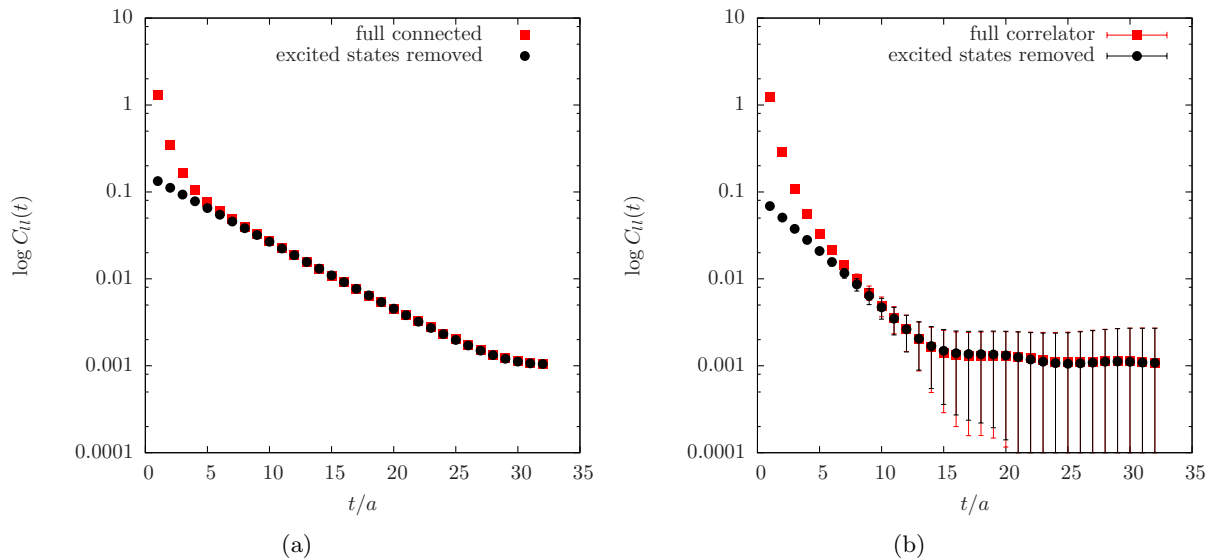 10
1
0.1
0.01
0.001
0.0001
0 5 10 15 20 25 30 35
log C_{ll}(t)
t/a
full connected
excited states removed
(a)
10
1
0.1
0.01
0.001
0.0001
0 5 10 15 20 25 30 35
log C_{ll}(t)
t/a
full correlator
excited states removed
(b)